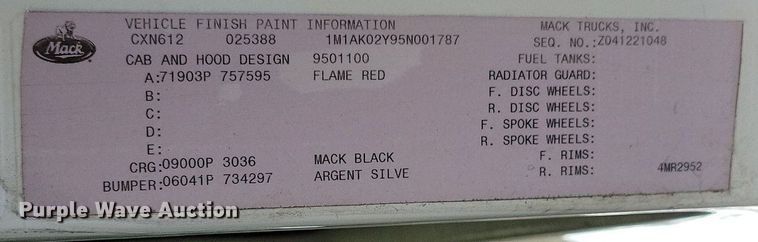 VEHICLE FINISH PAINT INFORMATION MACK TRUCKS, INC.
CXN612 025388 1M1AK02Y95N001787 SEQ. NO.:Z041221048
Mack
CAB AND HOOD DESIGN 9501100 FUEL TANKS:
A:71903P 757595 FLAME RED RADIATOR GUARD:
B: F. DISC WHEELS:
C: R. DISC WHEELS:
D: F. SPOKE WHEELS:
E: R. SPOKE WHEELS:
CRG:09000P 3036 MACK BLACK F. RIMS:
BUMPER:06041P 734297 ARGENT SILVE R. RIMS: 4MR2952
Purple Wave Auction